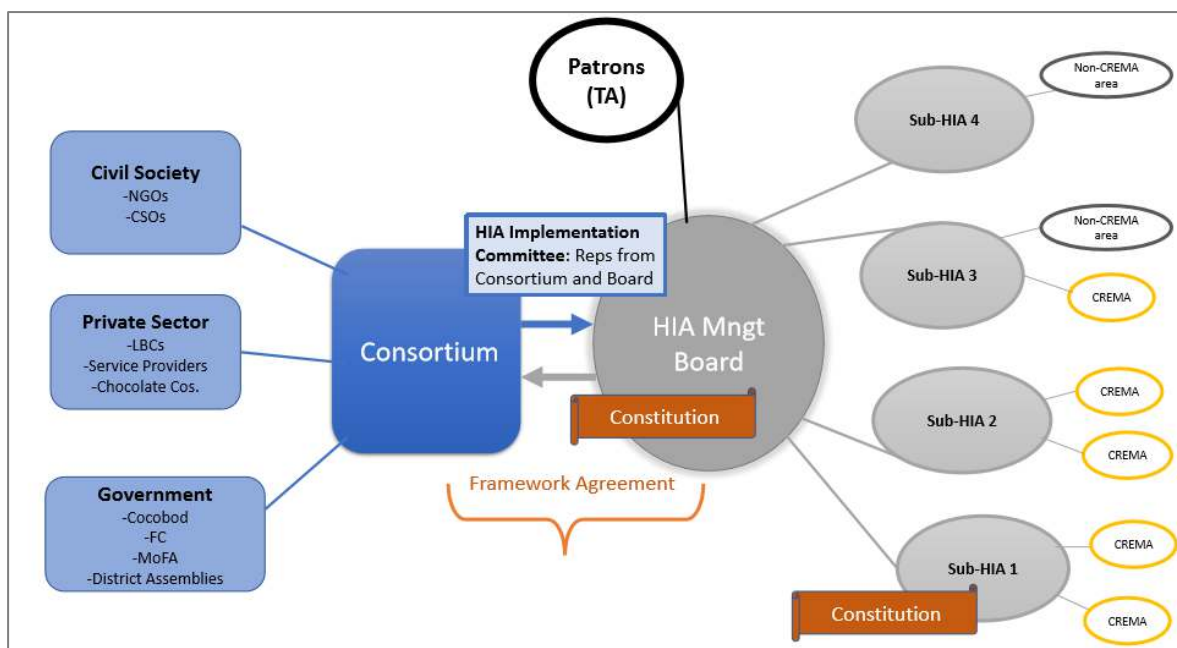 Patrons
(TA)
Civil Society
-NGOs
-CSOs
Private Sector
-LBCs
-Service Providers
-Chocolate Cos.
Government
-Cocobod
-FC
-MoFA
-District Assemblies
Consortium
HIA Implementation
Committee: Reps from
Consortium and Board
HIA Mngt
Board
Constitution
Framework Agreement
Sub-HIA 4
Non-CREMA
area
Sub-HIA 3
Non-CREMA
area
CREMA
Sub-HIA 2
CREMA
CREMA
Sub-HIA 1
CREMA
CREMA
Constitution